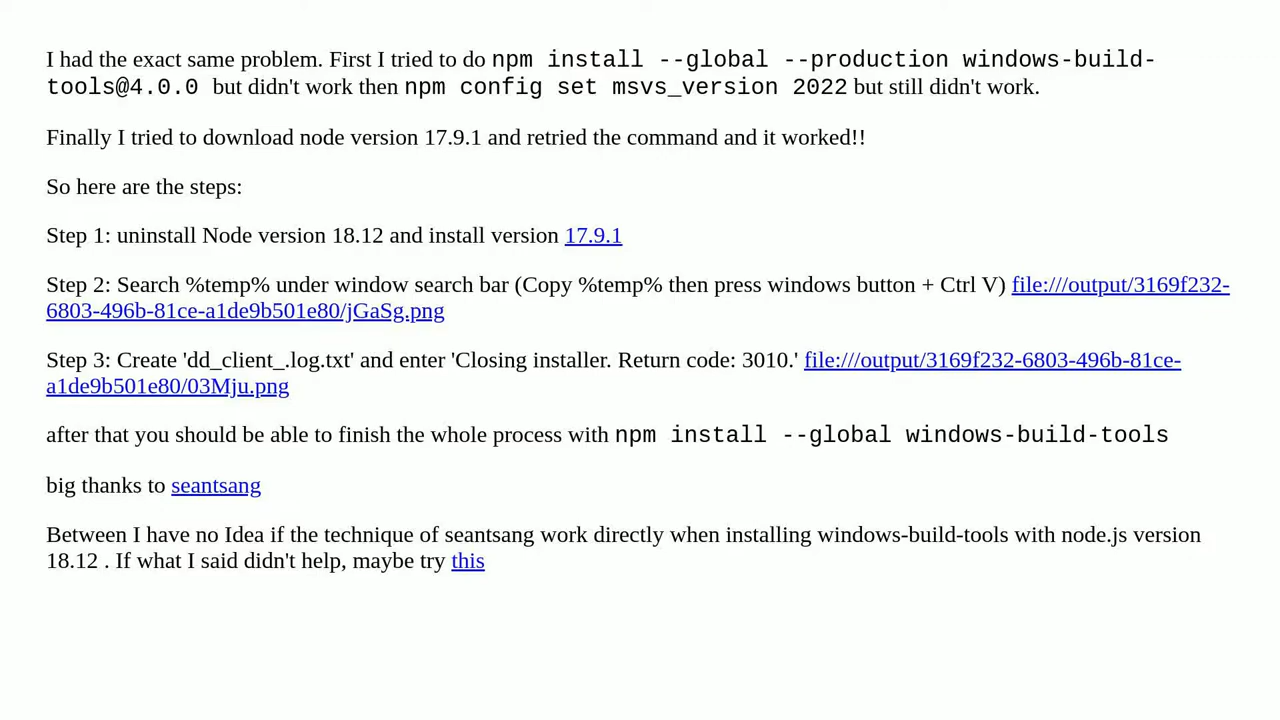 I had the exact same problem. First I tried to do npm install --global --production windows-build-
tools@4.0.0 but didn't work then npm config set msvs_version 2022 but still didn't work.
Finally I tried to download node version 17.9.1 and retried the command and it worked!!
So here are the steps:
Step 1: uninstall Node version 18.12 and install version 17.9.1
Step 2: Search %temp% under window search bar (Copy %temp% then press windows button + Ctrl V) file:///output/3169f232-
6803-496b-81ce-a1de9b501e80/jGaSg.png
Step 3: Create 'dd_client_.log.txt' and enter 'Closing installer. Return code: 3010.' file:///output/3169f232-6803-496b-81ce-
a1de9b501e80/03Mju.png
after that you should be able to finish the whole process with npm install --global windows-build-tools
big thanks to seantsang
Between I have no Idea if the technique of seantsang work directly when installing windows-build-tools with node.js version
18.12 . If what I said didn't help, maybe try this